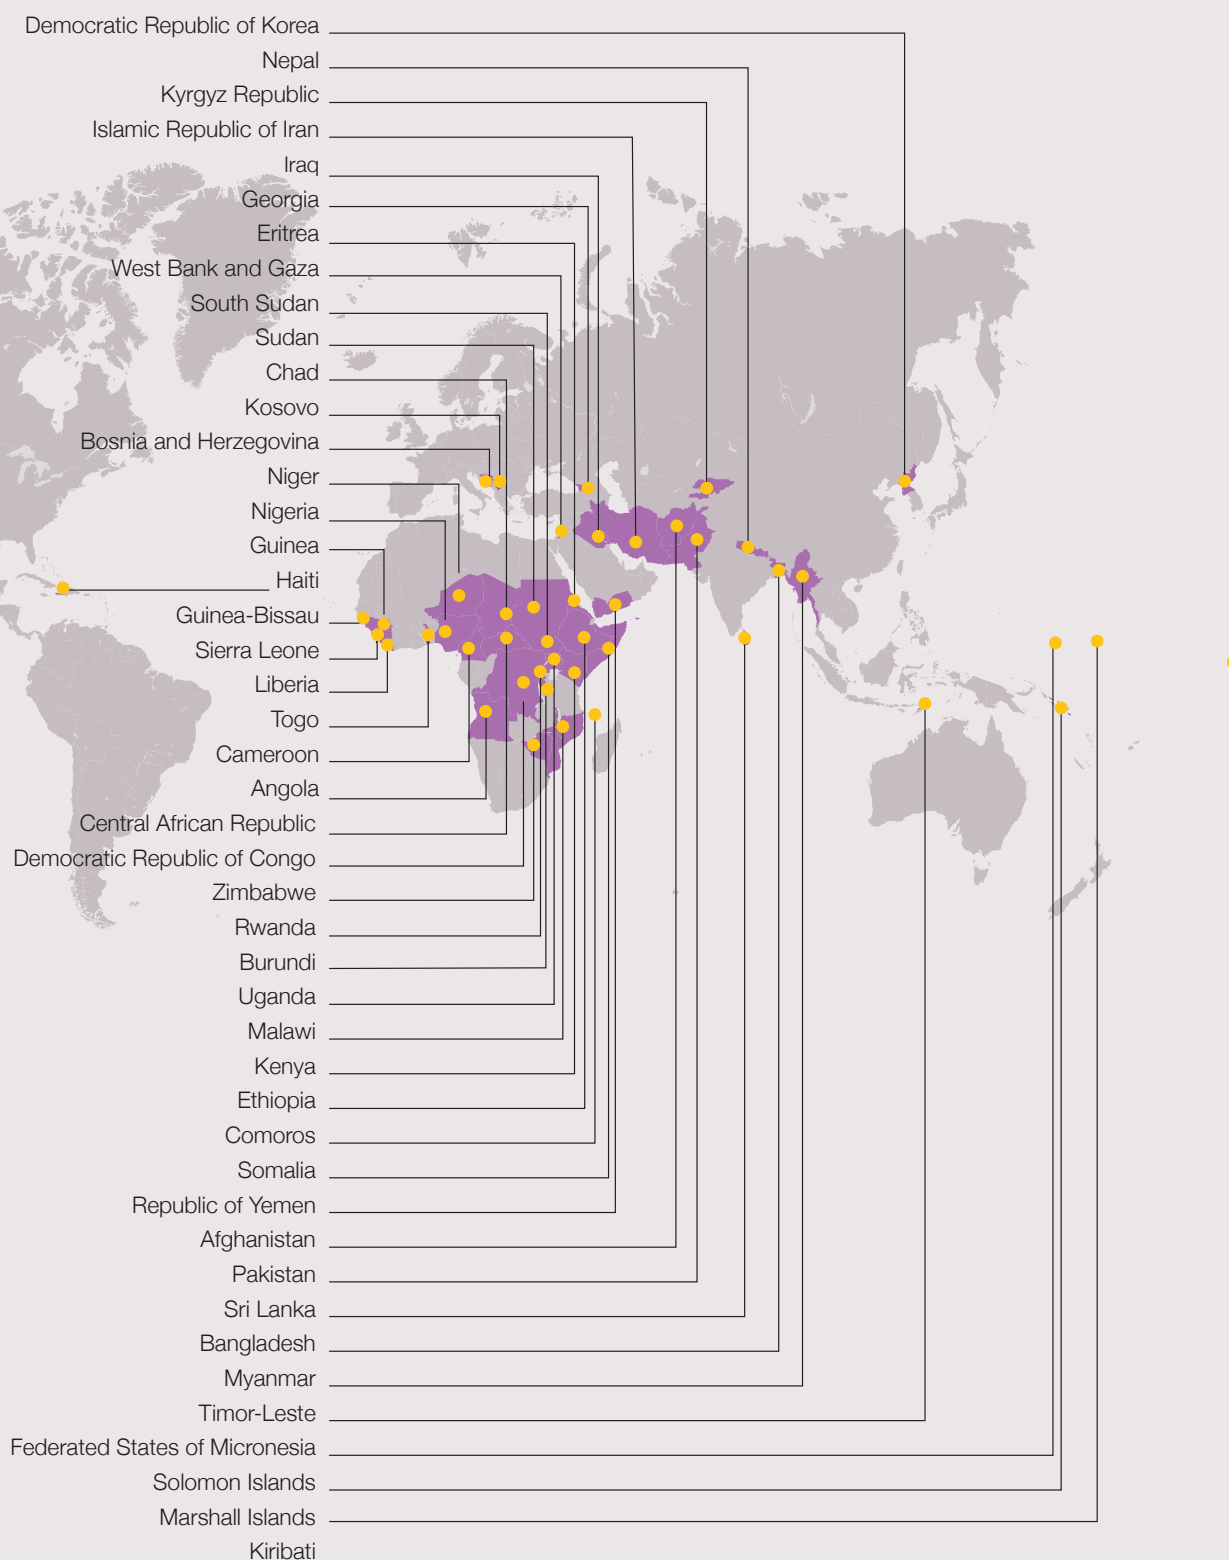 Democratic Republic of Korea
Nepal
Kyrgyz Republic
Islamic Republic of Iran
Iraq
Georgia
Eritrea
West Bank and Gaza
South Sudan
Sudan
Chad
Kosovo
Bosnia and Herzegovina
Niger
Nigeria
Guinea
Haiti
Guinea-Bissau
Sierra Leone
Liberia
Togo
Cameroon
Angola
Central African Republic
Democratic Republic of Congo
Zimbabwe
Rwanda
Burundi
Uganda
Malawi
Kenya
Ethiopia
Comoros
Somalia
Republic of Yemen
Afghanistan
Pakistan
Sri Lanka
Bangladesh
Myanmar
Timor-Leste
Federated States of Micronesia
Solomon Islands
Marshall Islands
Kiribati